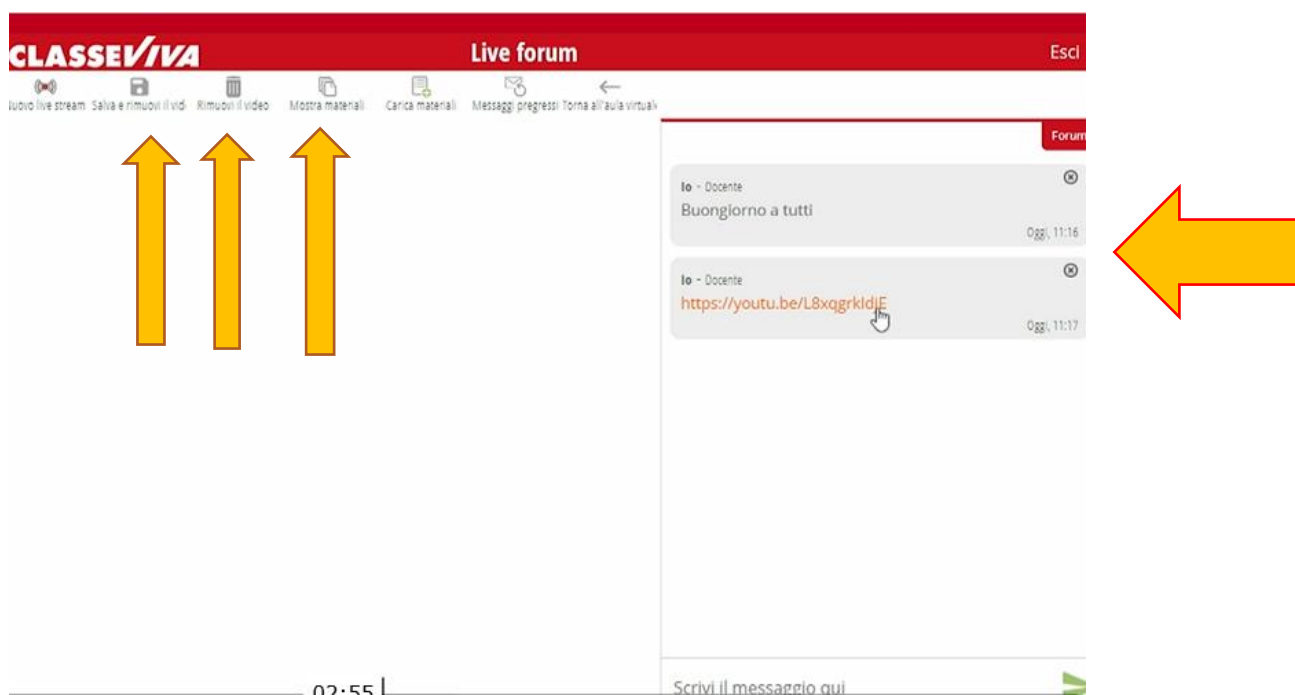 CLASSEVIVA
Live forum
Esci
uovo live stream
Salva e rimuovi il vid
Rimuovi il video
Mostra materiali
Carica materiali
Messaggi pregressi
Torna all'aula virtual
Forum
Io - Docente
Buongiorno a tutti
Oggi, 11:16
Io - Docente
https://youtu.be/L8xqgrkIdjE
Oggi, 11:17
Scrivi il messaggio qui
02:55